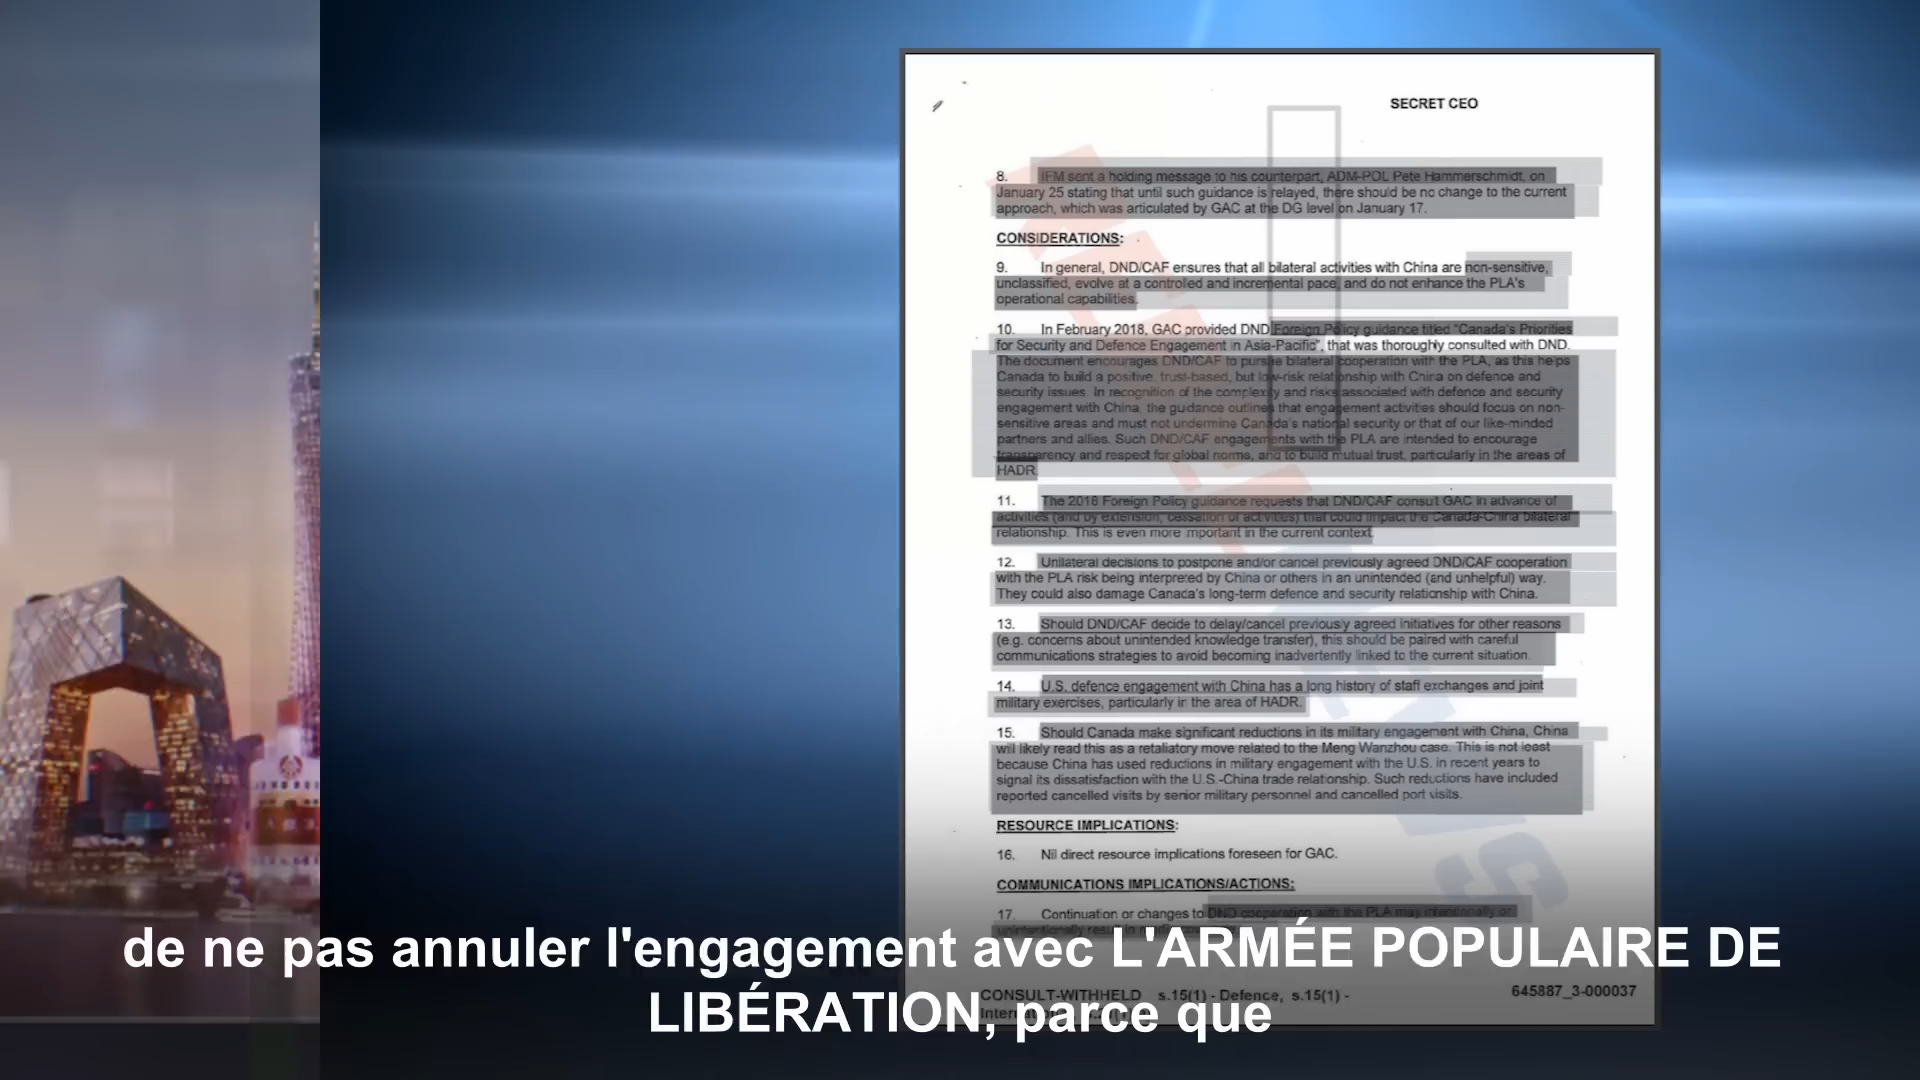 SECRET CEO
8. IFM sent a holding message to his counterpart, ADM-POL Pete Hammerschmidt, on
January 25 stating that until such guidance is relayed, there should be no change to the current
approach, which was articulated by GAC at the DG level on January 17.
CONSIDERATIONS:
9. In general, DND/CAF ensures that all bilateral activities with China are non-sensitive,
unclassified, evolve at a controlled and incremental pace, and do not enhance the PLA's
operational capabilities.
10. In February 2018, GAC provided DND Foreign Policy guidance titled "Canada's Priorities
for Security and Defence Engagement in Asia-Pacific", that was thoroughly consulted with DND.
The document encourages DND/CAF to pursue bilateral cooperation with the PLA, as this helps
Canada to build a positive, trust-based, but low-risk relationship with China on defence and
security issues. In recognition of the complexity and risks associated with defence and security
engagement with China, the guidance outlines that engagement activities should focus on non-
sensitive areas and must not undermine Canada's national security or that of our like-minded
partners and allies. Such DND/CAF engagements with the PLA are intended to encourage
transparency and respect for global norms, and to build mutual trust, particularly in the areas of
HADR.
11. The 2018 Foreign Policy guidance requests that DND/CAF consult GAC in advance of
activities (and by extension, cessation of activities) that could impact the Canada-China bilateral
relationship. This is even more important in the current context.
12. Unilateral decisions to postpone and/or cancel previously agreed DND/CAF cooperation
with the PLA risk being interpreted by China or others in an unintended (and unhelpful) way.
They could also damage Canada's long-term defence and security relationship with China.
13. Should DND/CAF decide to delay/cancel previously agreed initiatives for other reasons
(e.g. concerns about unintended knowledge transfer), this should be paired with careful
communications strategies to avoid becoming inadvertently linked to the current situation.
14. U.S. defence engagement with China has a long history of staff exchanges and joint
military exercises, particularly in the area of HADR.
15. Should Canada make significant reductions in its military engagement with China, China
will likely read this as a retaliatory move related to the Meng Wanzhou case. This is not least
because China has used reductions in military engagement with the U.S. in recent years to
signal its dissatisfaction with the U.S.-China trade relationship. Such reductions have included
reported cancelled visits by senior military personnel and cancelled port visits.
RESOURCE IMPLICATIONS:
16. Nil direct resource implications foreseen for GAC.
COMMUNICATIONS IMPLICATIONS/ACTIONS:
17. Continuation or changes to DND cooperation with the PLA may intentionally or
unintentionally result in
de ne pas annuler l'engagement avec L'ARMÉE POPULAIRE DE
LIBÉRATION, parce que
CONSULT-WITHHELD s.15(1) - Defence, s.15(1) -
645887_3-000037